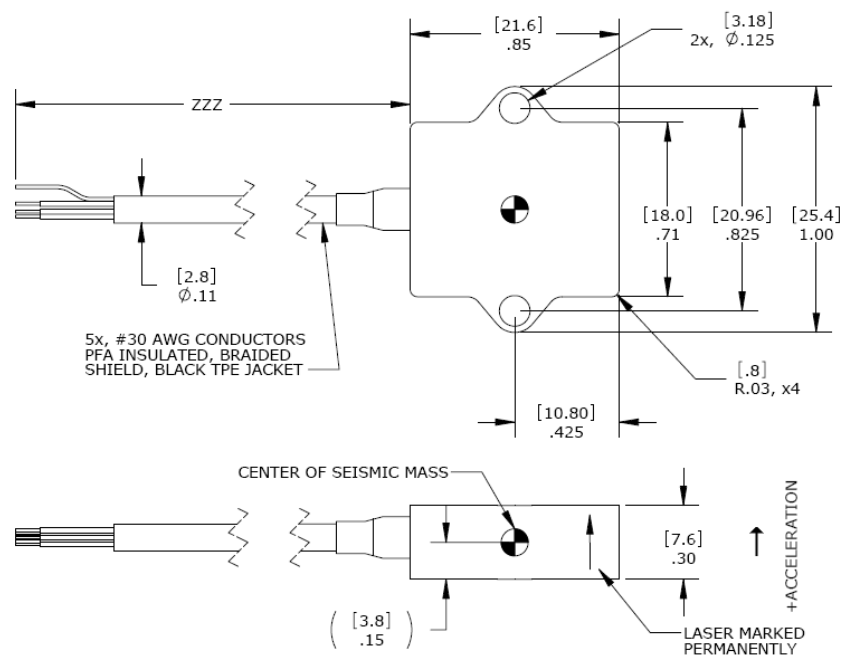 [21.6]
.85
[3.18]
2x, Ø.125
ZZZ
[18.0]
.71
[20.96]
.825
[25.4]
1.00
[2.8]
Ø.11
5x, #30 AWG CONDUCTORS
PFA INSULATED, BRAIDED
SHIELD, BLACK TPE JACKET
[.8]
R.03, x4
[10.80]
.425
CENTER OF SEISMIC MASS
[7.6]
.30
+ACCELERATION
( [3.8] )
.15
LASER MARKED
PERMANENTLY